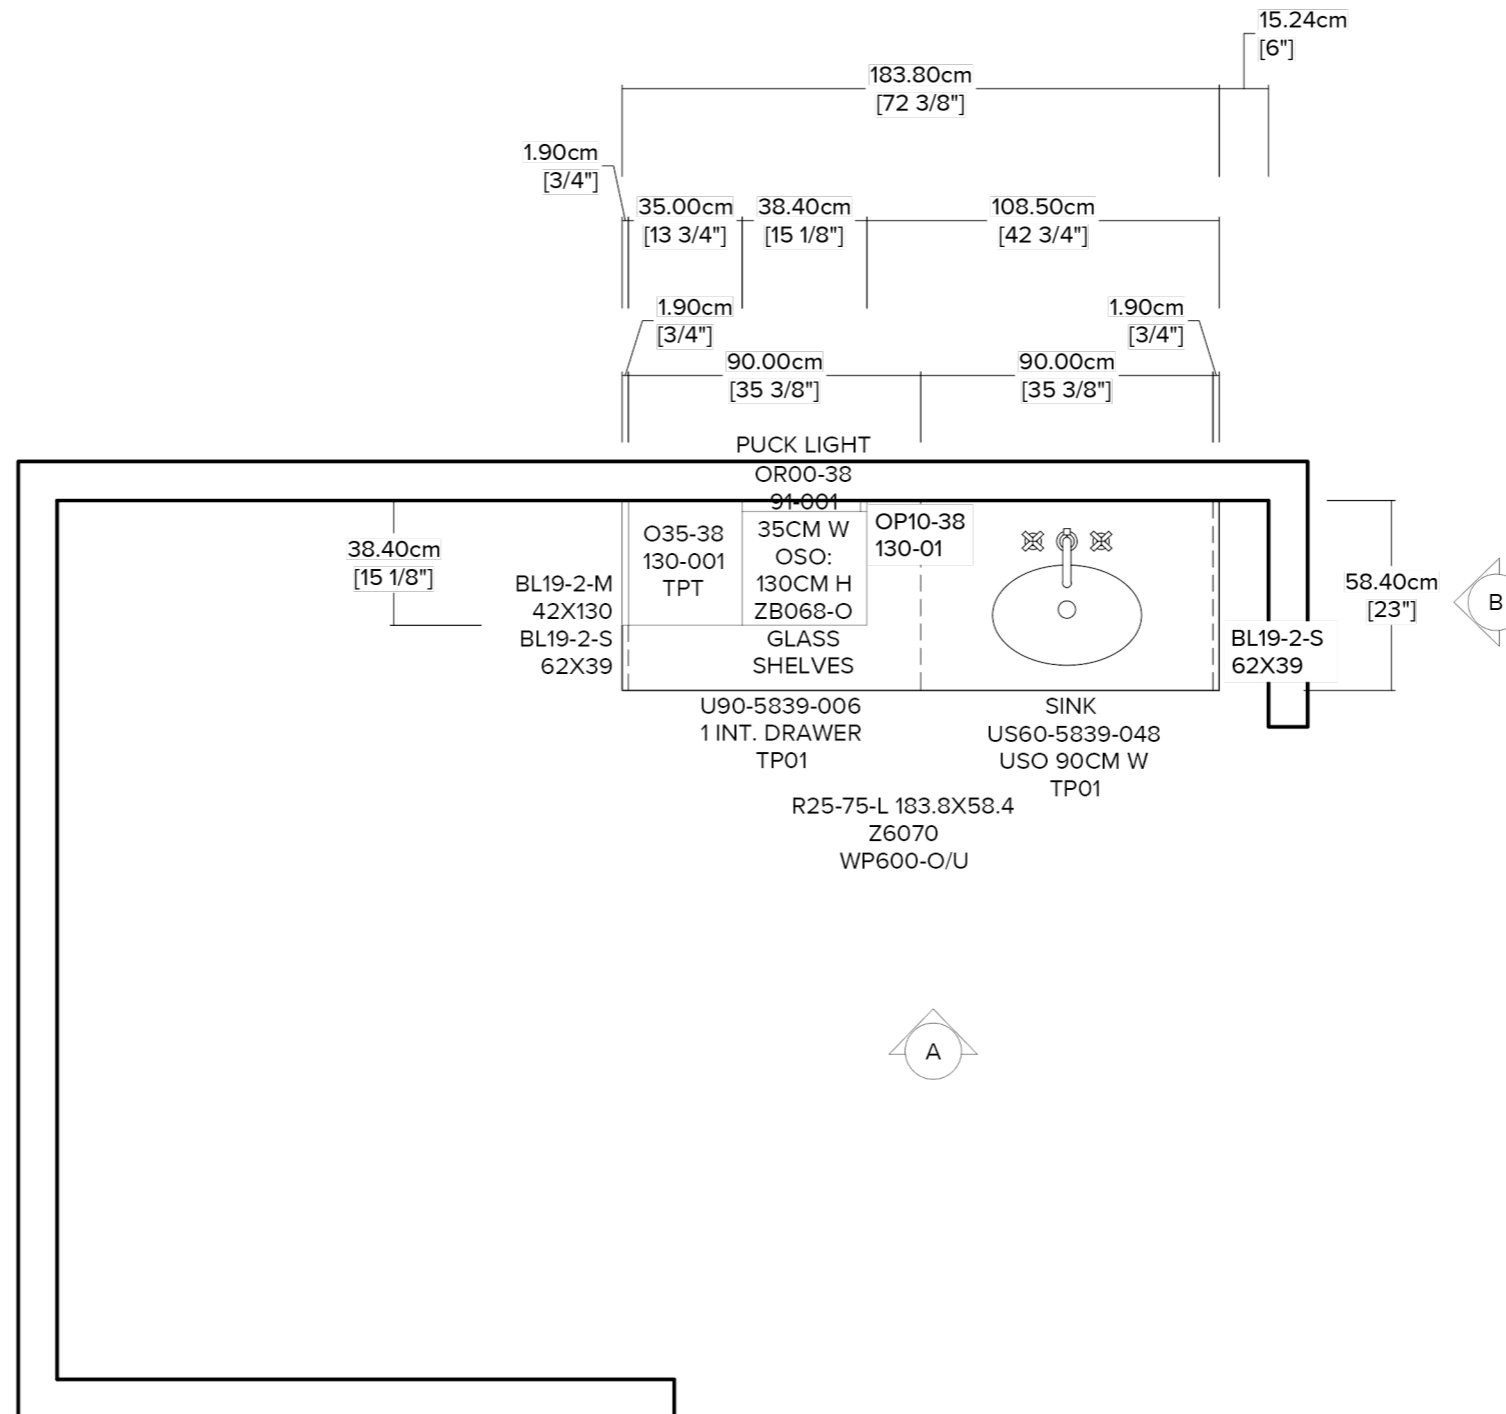 15.24cm
[6"]
183.80cm
[72 3/8"]
1.90cm
[3/4"]
35.00cm
[13 3/4"]
38.40cm
[15 1/8"]
108.50cm
[42 3/4"]
1.90cm
[3/4"]
1.90cm
[3/4"]
90.00cm
[35 3/8"]
90.00cm
[35 3/8"]
PUCK LIGHT
OR00-38
91-001
35CM W
OSO:
130CM H
ZB068-O
GLASS
SHELVES
O35-38
130-001
TPT
OP10-38
130-01
38.40cm
[15 1/8"]
BL19-2-M
42X130
BL19-2-S
62X39
58.40cm
[23"]
B
BL19-2-S
62X39
U90-5839-006
1 INT. DRAWER
TP01
SINK
US60-5839-048
USO 90CM W
TP01
R25-75-L 183.8X58.4
Z6070
WP600-O/U
A